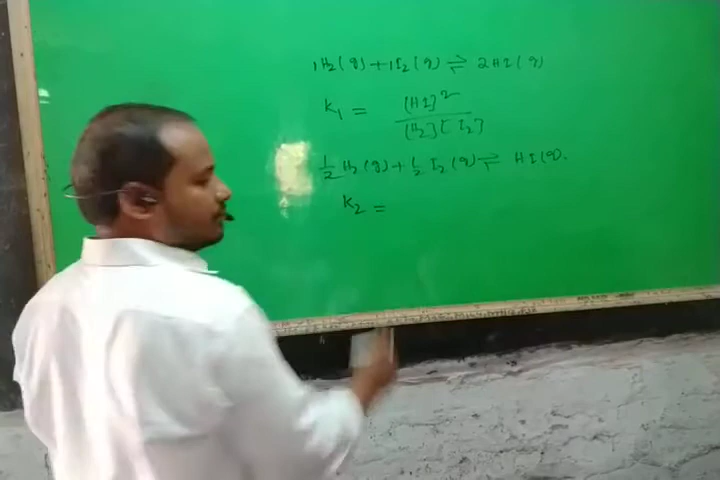 1H₂(g) + 1I₂(g) ⇌ 2HI(g)
K₁ = [HI]² / [H₂][I₂]
1/2 H₂(g) + 1/2 I₂(g) ⇌ HI(g).
K₂ =